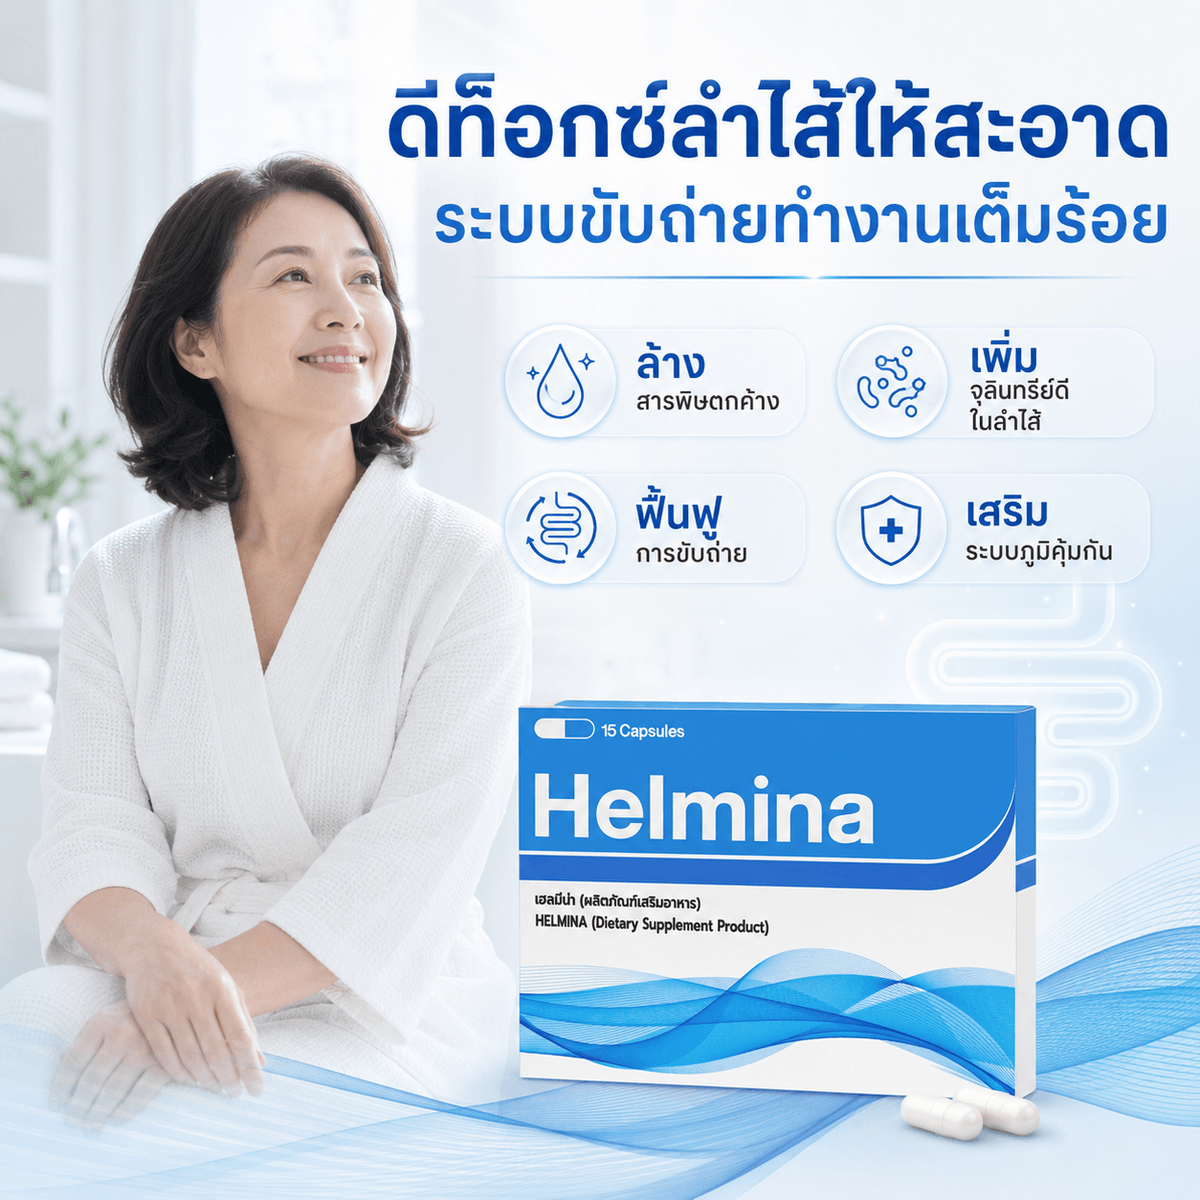 ดีท็อกซ์ลำไส้ให้สะอาด
ระบบขับถ่ายทำงานเต็มร้อย
ล้าง
สารพิษตกค้าง
เพิ่ม
จุลินทรีย์ดี
ในลำไส้
ฟื้นฟู
การขับถ่าย
เสริม
ระบบภูมิคุ้มกัน
15 Capsules
Helmina
เฮลมีน่า (ผลิตภัณฑ์เสริมอาหาร)
HELMINA (Dietary Supplement Product)